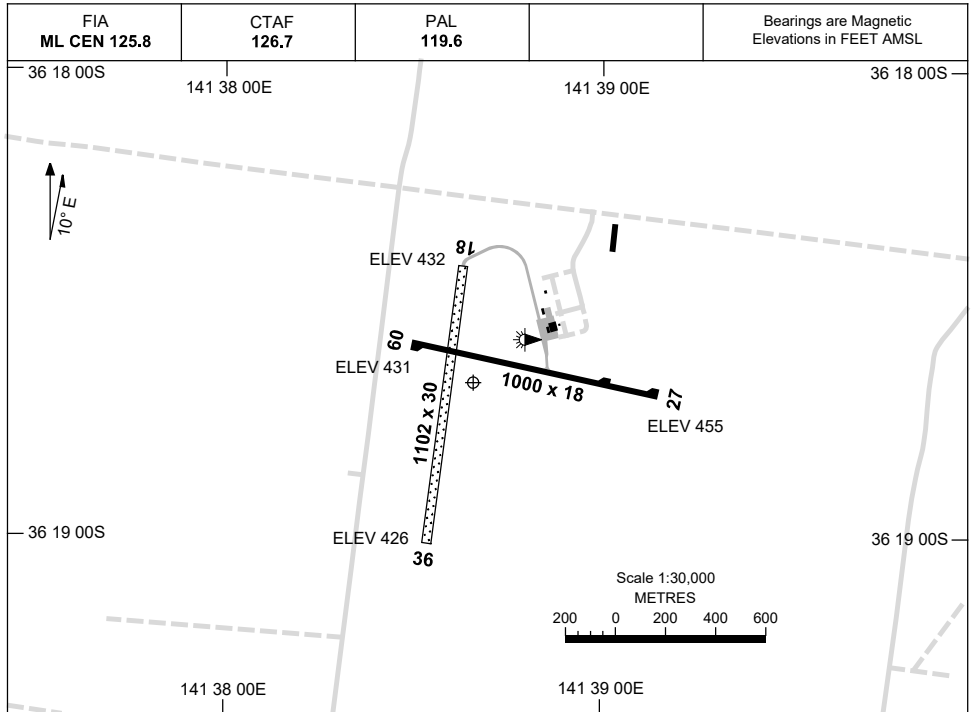 FIA
ML CEN 125.8
CTAF
126.7
PAL
119.6
Bearings are Magnetic
Elevations in FEET AMSL
36 18 00S
36 18 00S
141 38 00E
141 39 00E
10° E
ELEV 432
18
09
ELEV 431
1000 x 18
27
ELEV 455
1102 x 30
36 19 00S
ELEV 426
36
36 19 00S
Scale 1:30,000
METRES
200 0 200 400 600
141 38 00E
141 39 00E